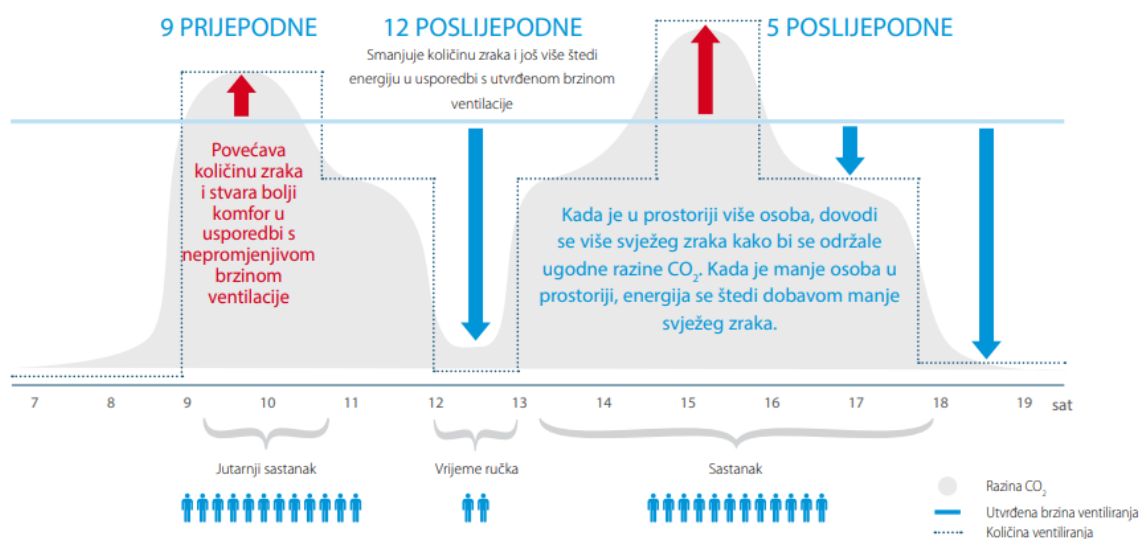 9 PRIJEPODNE
12 POSLIJEPODNE
5 POSLIJEPODNE
Smanjuje količinu zraka i još više štedi
energiju u usporedbi s utvrđenom brzinom
ventilacije
Povećava
količinu zraka
i stvara bolji
komfor u
usporedbi s
nepromjenjivom
brzinom
ventilacije
Kada je u prostoriji više osoba, dovodi
se više svježeg zraka kako bi se održale
ugodne razine CO₂. Kada je manje osoba u
prostoriji, energija se štedi dobavom manje
svježeg zraka.
7 8 9 10 11 12 13 14 15 16 17 18 19 sat
Jutarnji sastanak
Vrijeme ručka
Sastanak
Razina CO₂
Utvrđena brzina ventiliranja
Količina ventiliranja